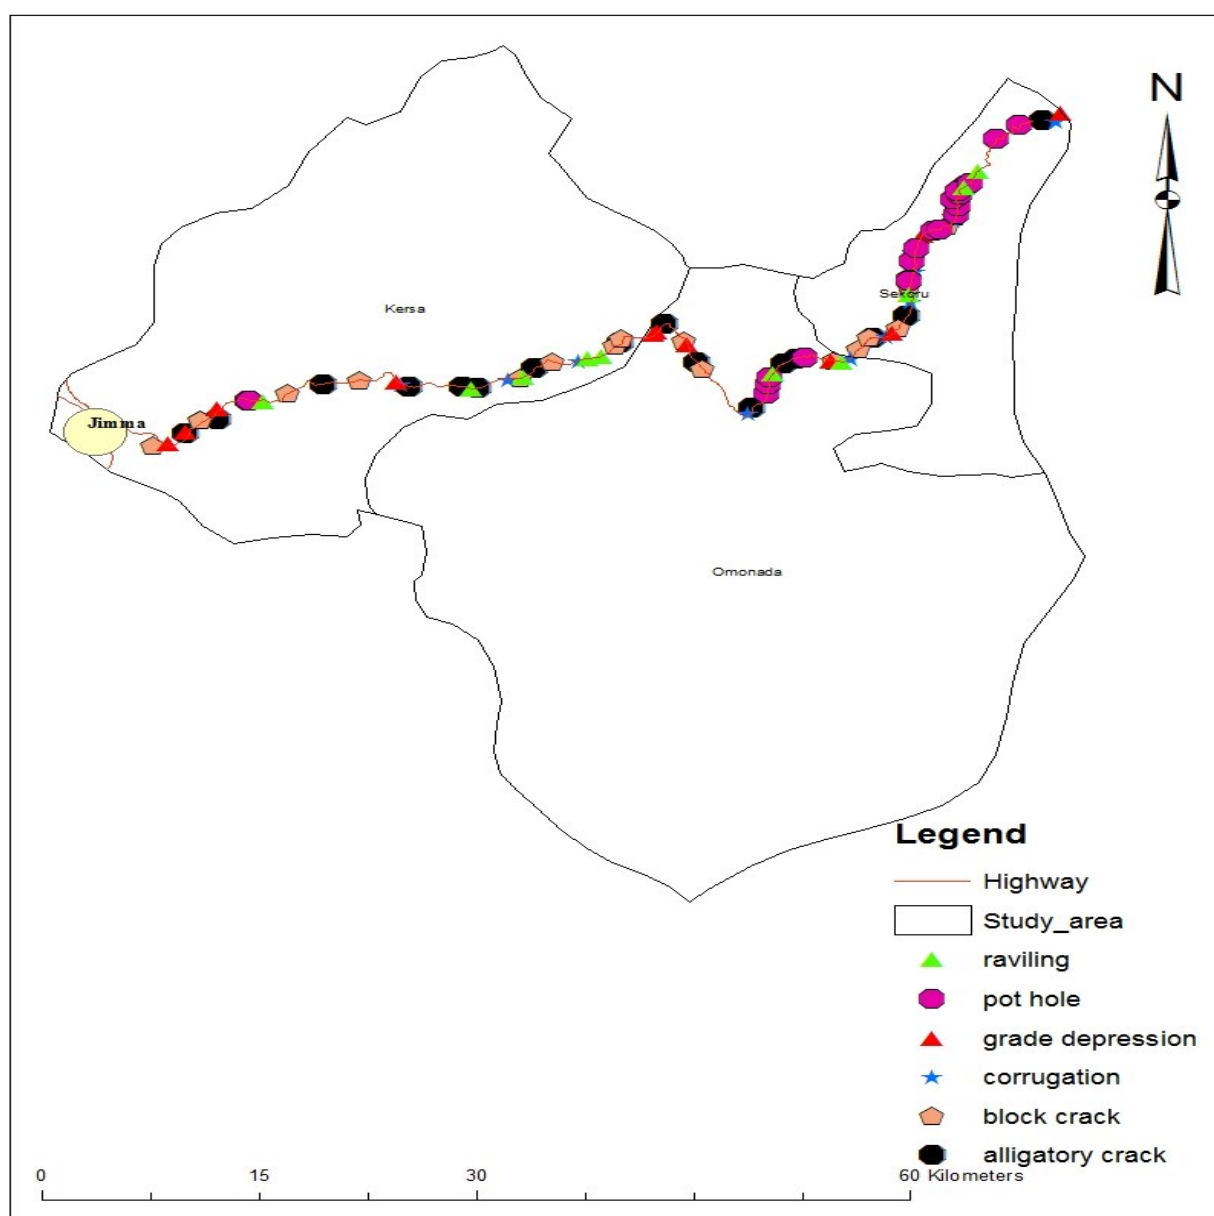 N
Kersa
Sekoru
Jimma
Omonada
Legend
Highway
Study_area
raviling
pot hole
grade depression
corrugation
block crack
alligatory crack
0 15 30 60 Kilometers